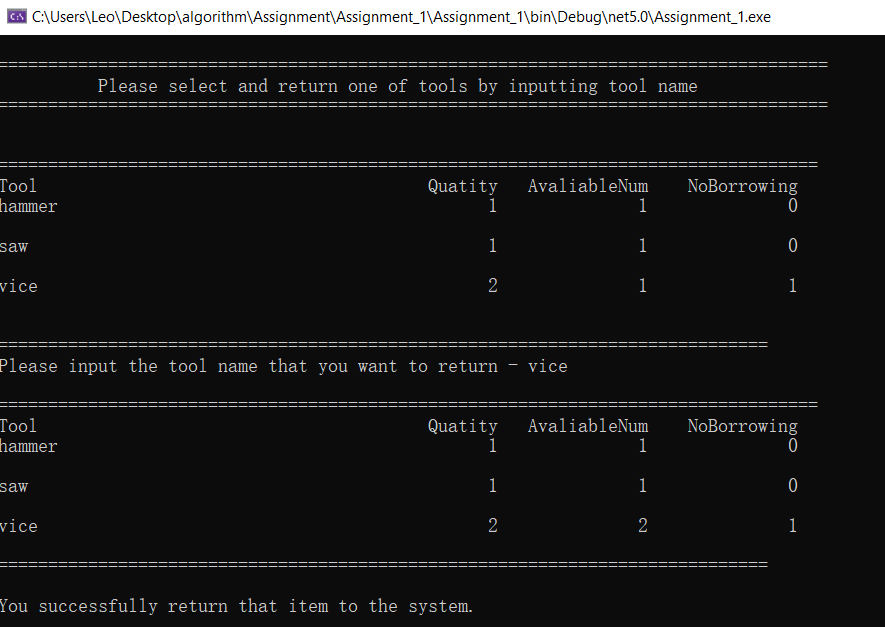 C:\Users\Leo\Desktop\algorithm\Assignment\Assignment_1\Assignment_1\bin\Debug\net5.0\Assignment_1.exe
===================================================================================
Please select and return one of tools by inputting tool name
===================================================================================
==================================================================================
Tool Quatity AvaliableNum NoBorrowing
hammer 1 1 0
saw 1 1 0
vice 2 1 1
=============================================================================
Please input the tool name that you want to return - vice
==================================================================================
Tool Quatity AvaliableNum NoBorrowing
hammer 1 1 0
saw 1 1 0
vice 2 2 1
=============================================================================
You successfully return that item to the system.